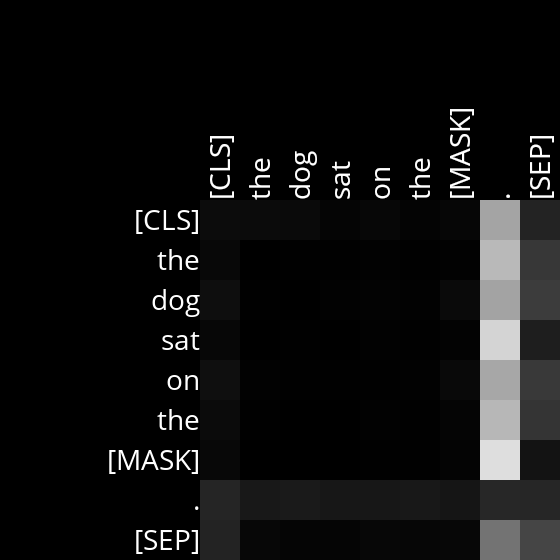 [CLS] the dog sat on the [MASK] . [SEP]
[CLS]
the
dog
sat
on
the
[MASK]
.
[SEP]